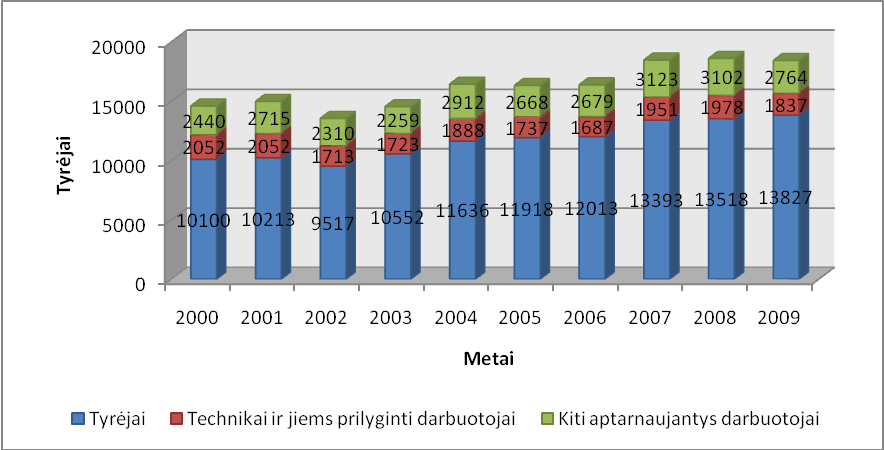 20000
15000
10000
5000
0
Tyrėjai
2440 2715 2310 2259 2912 2668 2679 3123 3102 2764
2052 2052 1713 1723 1888 1737 1687 1951 1978 1837
10100 10213 9517 10552 11636 11918 12013 13393 13518 13827
2000 2001 2002 2003 2004 2005 2006 2007 2008 2009
Metai
Tyrėjai Technikai ir jiems prilyginti darbuotojai Kiti aptarnaujantys darbuotojai